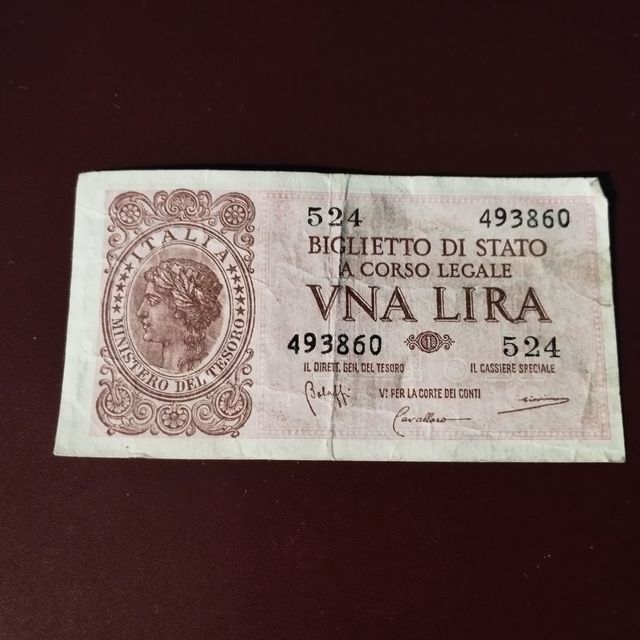 ITALIA
MINISTERO DEL TESORO
524 493860
BIGLIETTO DI STATO
A CORSO LEGALE
VNA LIRA
493860 1 524
IL DIRETT. GEN. DEL TESORO IL CASSIERE SPECIALE
Bolaffi Vº PER LA CORTE DEI CONTI
Cavallaro